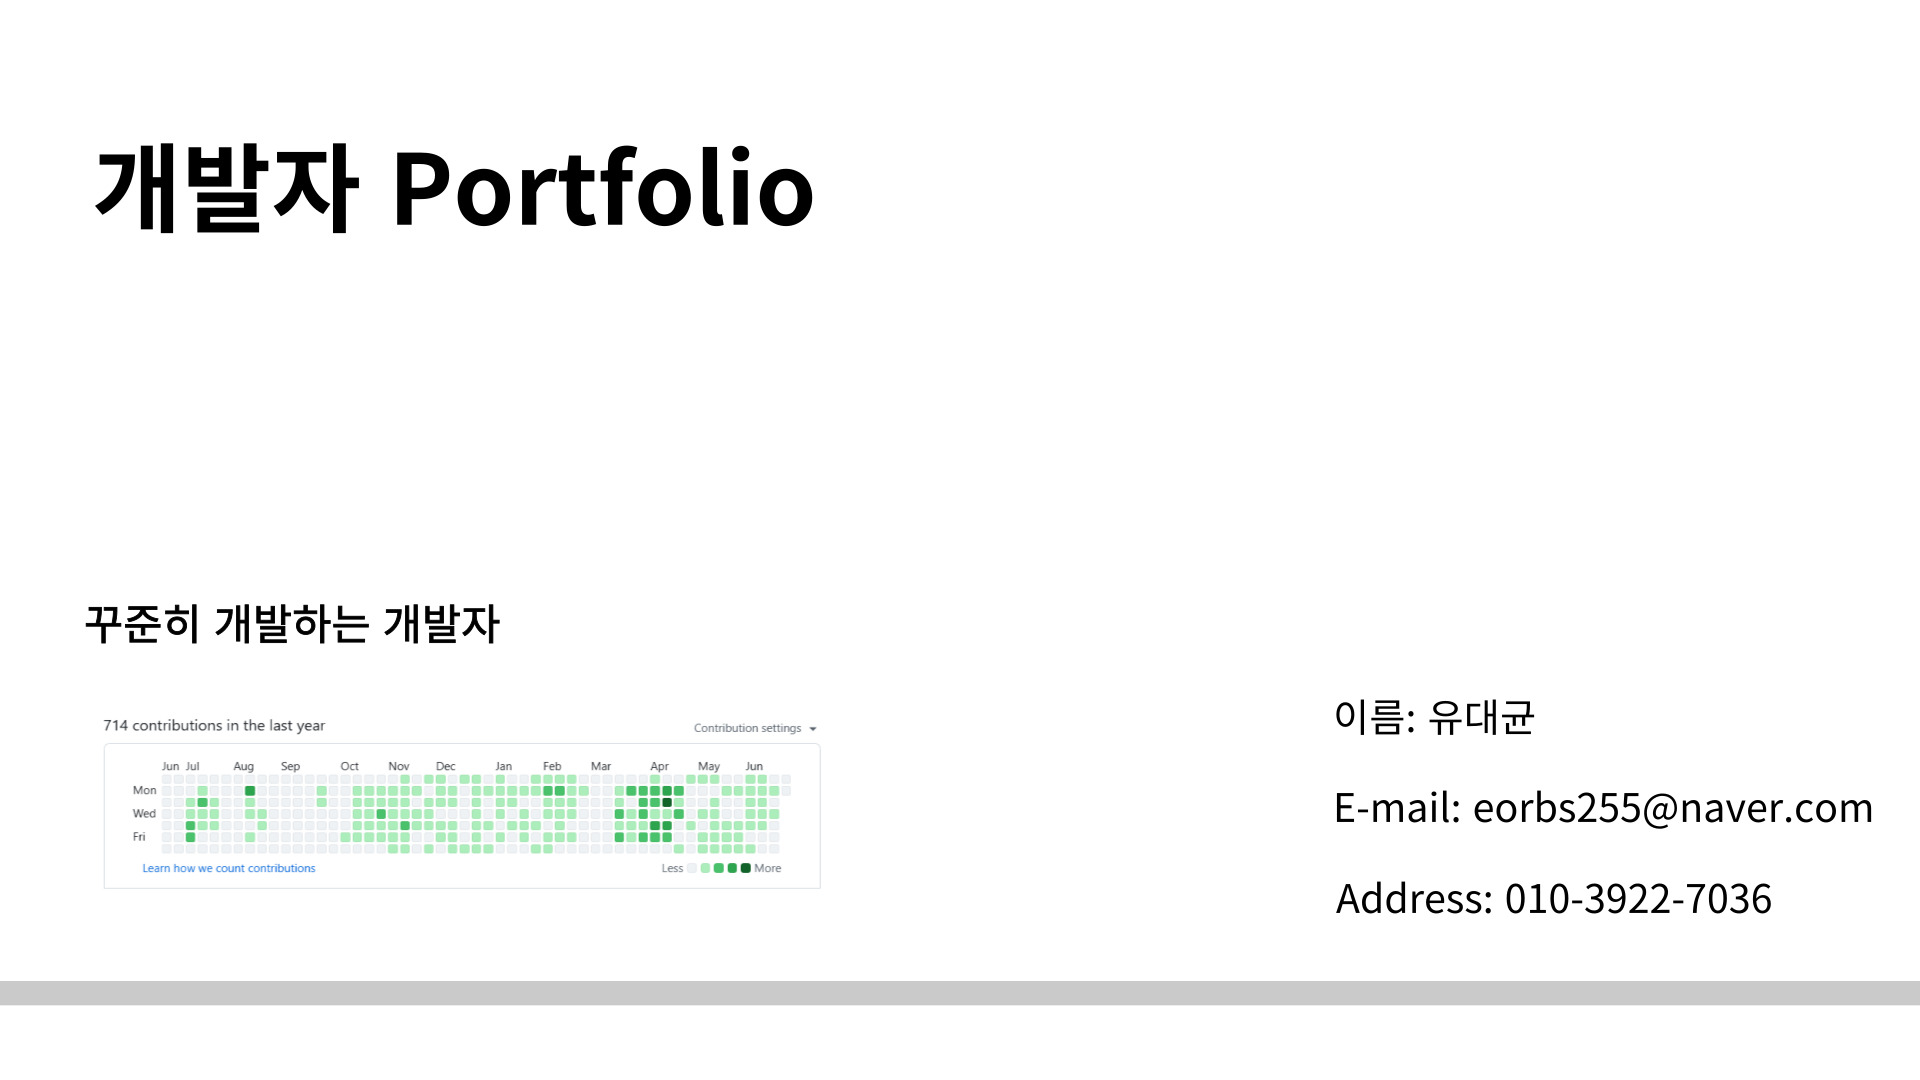 개발자 Portfolio
꾸준히 개발하는 개발자
714 contributions in the last year
Contribution settings
Jun Jul Aug Sep Oct Nov Dec Jan Feb Mar Apr May Jun
Mon
Wed
Fri
Learn how we count contributions
Less More
이름: 유대균
E-mail: eorbs255@naver.com
Address: 010-3922-7036